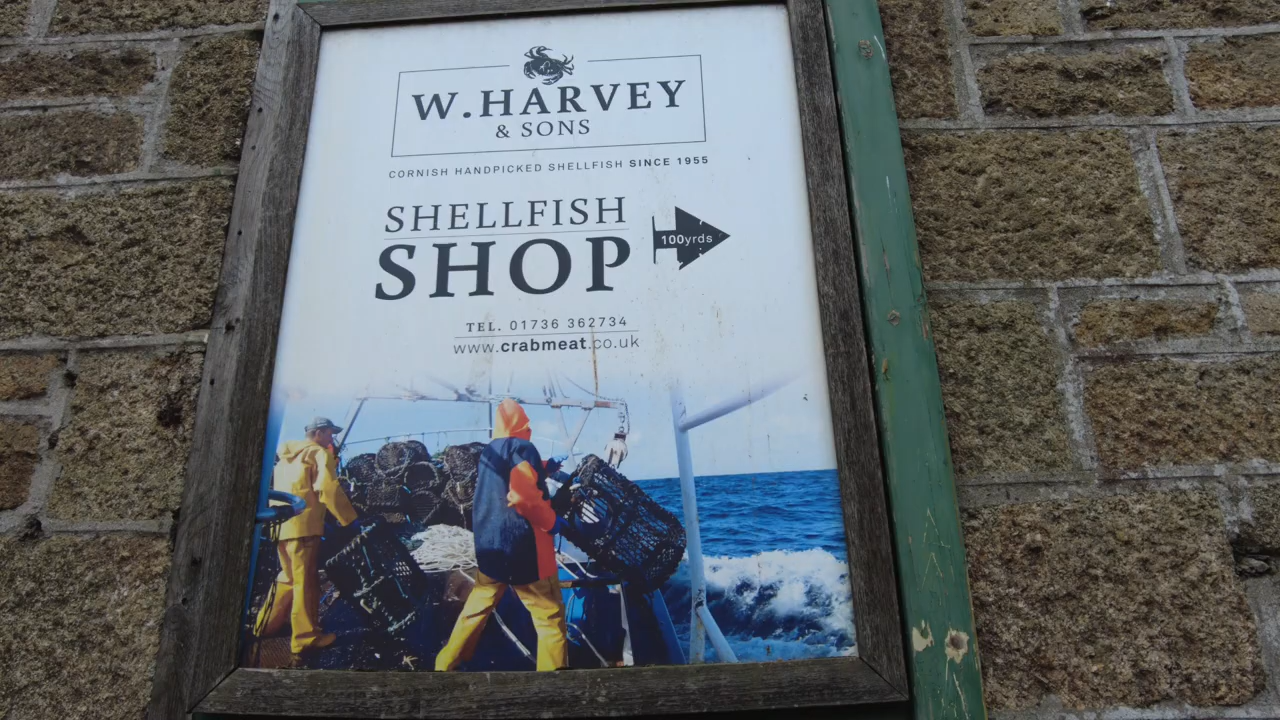 W.HARVEY
& SONS
CORNISH HANDPICKED SHELLFISH SINCE 1955
SHELLFISH
SHOP
100yrds
TEL. 01736 362734
www.crabmeat.co.uk